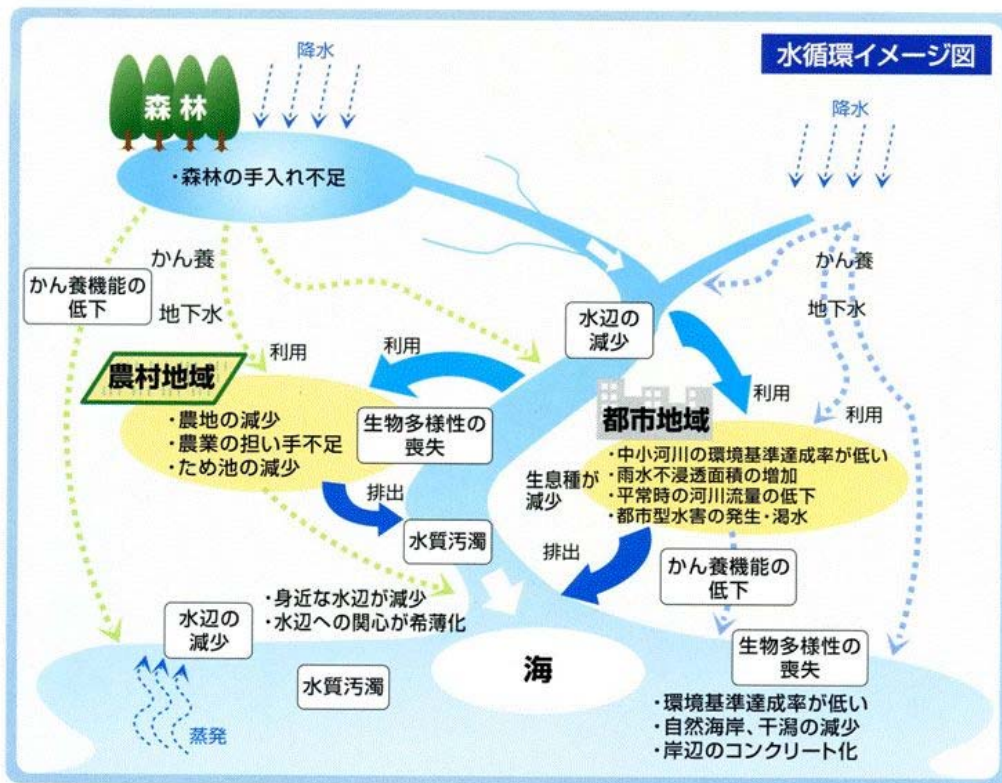 水循環イメージ図
降水
森林
・森林の手入れ不足
降水
かん養
地下水
かん養機能の
低下
かん養
地下水
水辺の
減少
利用
利用
利用
利用
農村地域
・農地の減少
・農業の担い手不足
・ため池の減少
生物多様性の
喪失
都市地域
・中小河川の環境基準達成率が低い
・雨水不浸透面積の増加
・平常時の河川流量の低下
・都市型水害の発生・渇水
生息種が
減少
排出
水質汚濁
排出
かん養機能の
低下
・身近な水辺が減少
・水辺への関心が希薄化
水辺の
減少
生物多様性の
喪失
海
水質汚濁
・環境基準達成率が低い
・自然海岸、干潟の減少
・岸辺のコンクリート化
蒸発